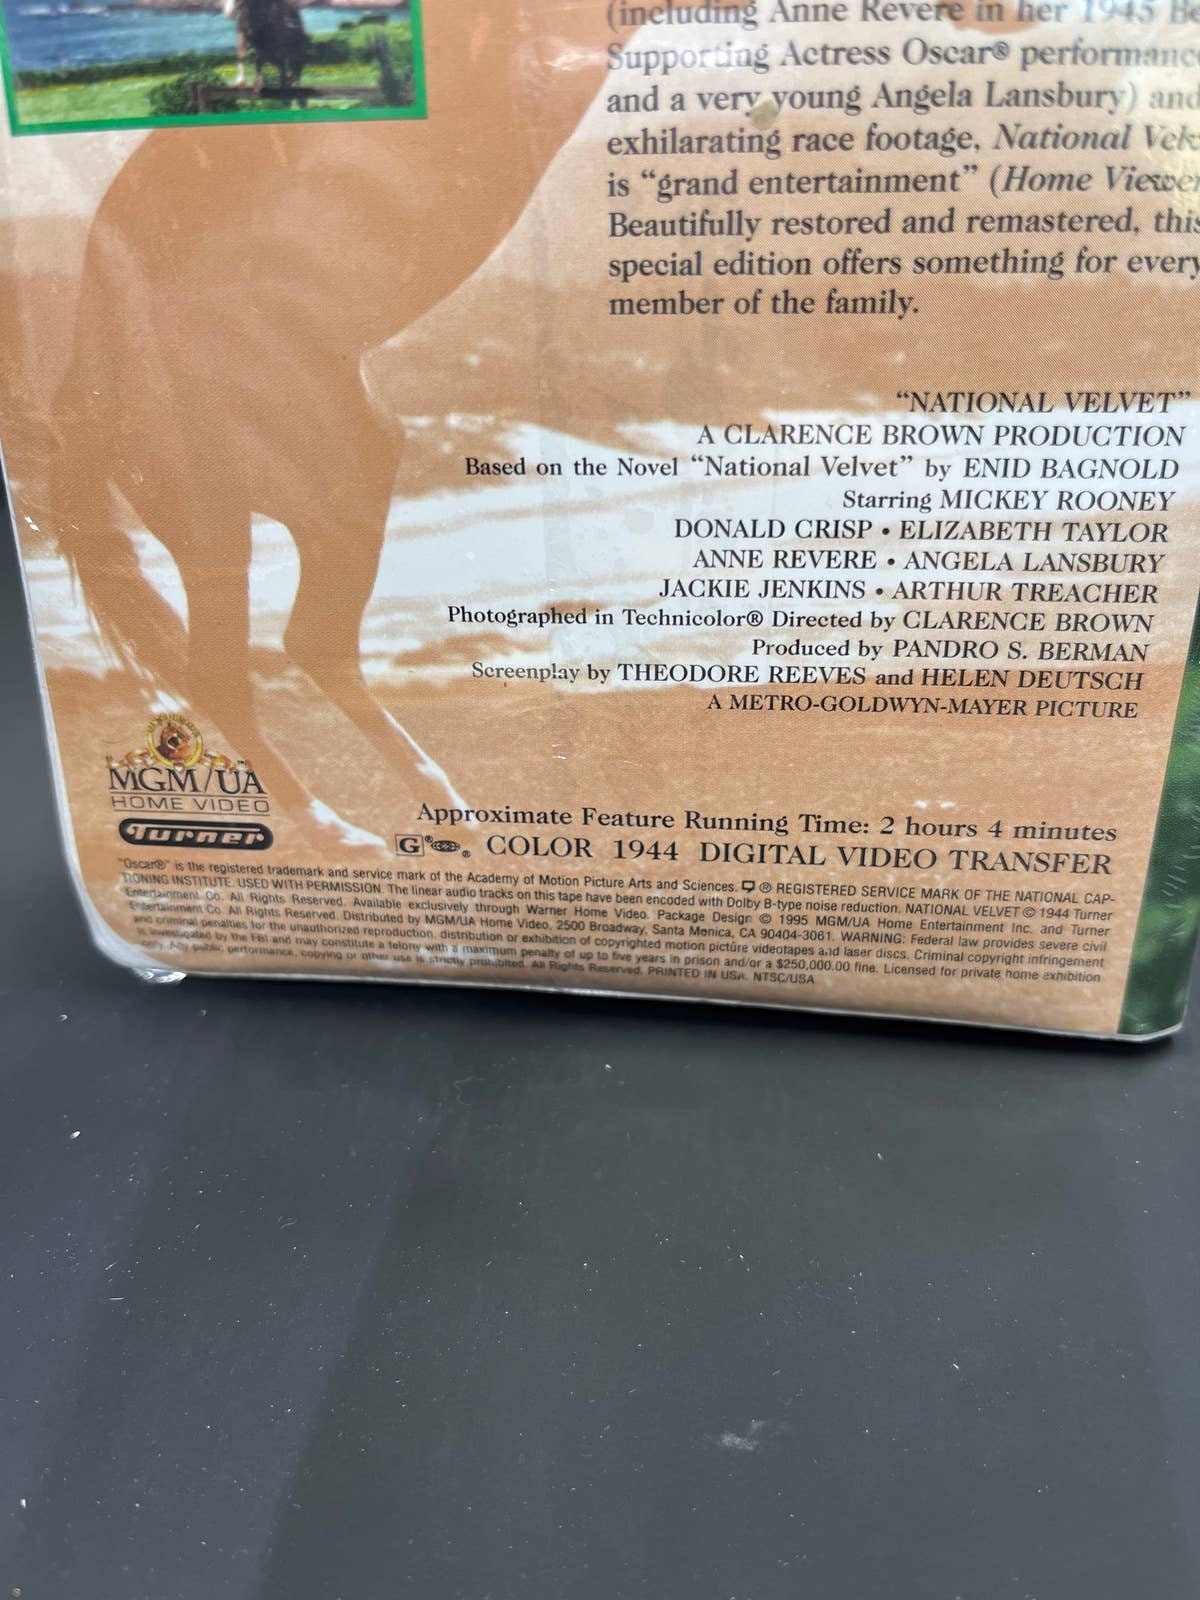 (including Anne Revere in her 1945
Supporting Actress Oscar®
and a very young Angela Lansbury) and
exhilarating race footage, National
is “grand entertainment” (Home
Beautifully restored and remastered, this
special edition offers something for every
member of the family.
“NATIONAL VELVET”
A CLARENCE BROWN PRODUCTION
Based on the Novel “National Velvet” by ENID BAGNOLD
Starring MICKEY ROONEY
DONALD CRISP • ELIZABETH TAYLOR
ANNE REVERE • ANGELA LANSBURY
JACKIE JENKINS • ARTHUR TREACHER
Photographed in Technicolor® Directed by CLARENCE BROWN
Produced by PANDRO S. BERMAN
Screenplay by THEODORE REEVES and HELEN DEUTSCH
A METRO-GOLDWYN-MAYER PICTURE
MGM/UA
HOME VIDEO
Turner
Approximate Feature Running Time: 2 hours 4 minutes
G ® ® COLOR 1944 DIGITAL VIDEO TRANSFER
"Oscar®" is the registered trademark and service mark of the Academy of Motion Picture Arts and Sciences. ® REGISTERED SERVICE MARK OF THE NATIONAL CAP-
TIONING INSTITUTE. USED WITH PERMISSION. The linear audio tracks on this tape have been encoded with Dolby B-type noise reduction. NATIONAL VELVET © 1944 Turner
Entertainment Co. All Rights Reserved. Available exclusively through Warner Home Video. Package Design © 1995 MGM/UA Home Entertainment Inc. and Turner
Entertainment Co. All Rights Reserved. Distributed by MGM/UA Home Video, 2500 Broadway, Santa Monica, CA 90404-3061. WARNING: Federal law provides severe civil
and criminal penalties for the unauthorized reproduction, distribution or exhibition of copyrighted motion picture videotapes and laser discs. Criminal copyright infringement
is investigated by the FBI and may constitute a felony with a maximum penalty of up to five years in prison and/or a $250,000.00 fine. Licensed for private home exhibition
only. Any public, performance, copying or other use is strictly prohibited. All Rights Reserved. PRINTED IN USA. NTSC/USA